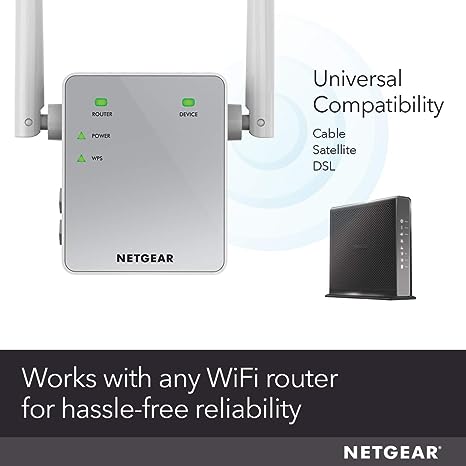 Universal
Compatibility
Cable
Satellite
DSL
ROUTER
DEVICE
POWER
WPS
NETGEAR
Works with any WiFi router
for hassle-free reliability
NETGEAR®